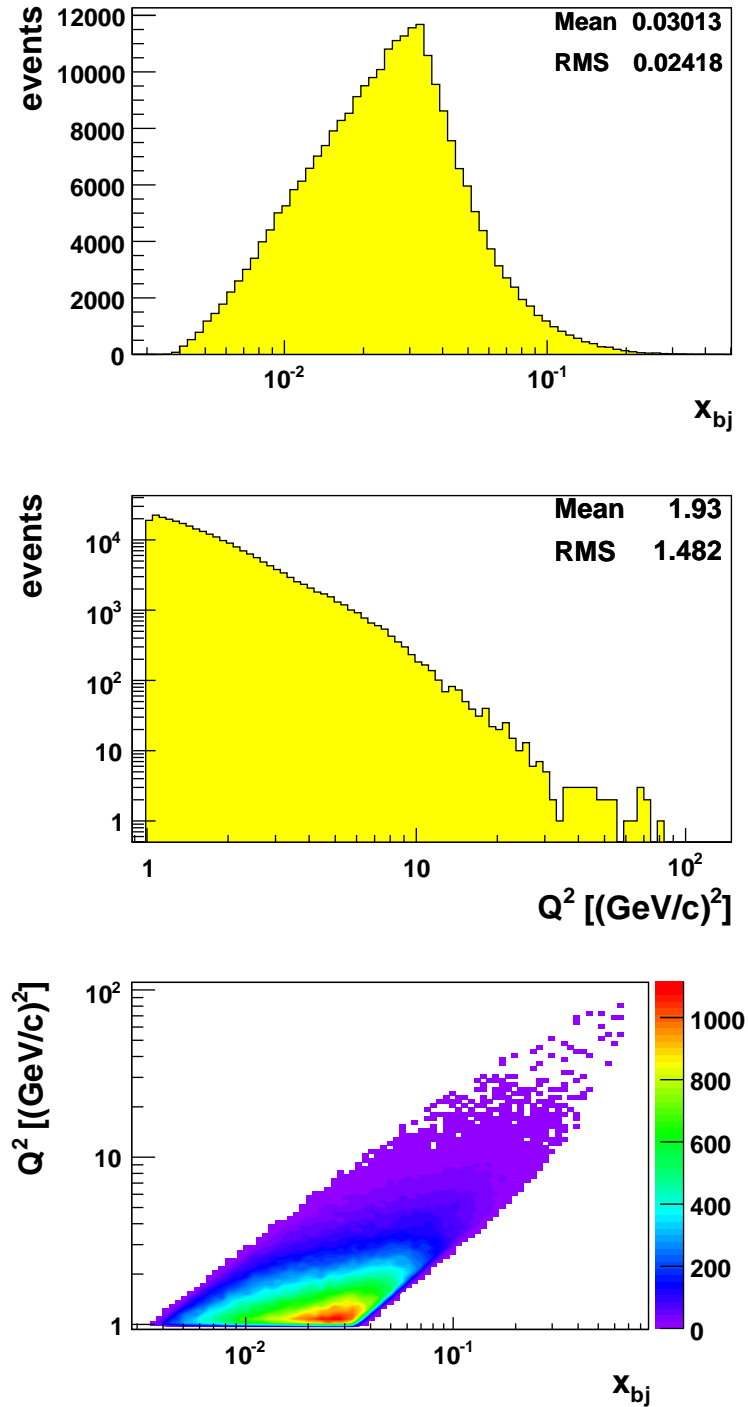 events
12000
10000
8000
6000
4000
2000
0
Mean 0.03013
RMS 0.02418
10^-2
10^-1
x_bj
events
10^4
10^3
10^2
10
1
Mean 1.93
RMS 1.482
1
10
10^2
Q^2 [(GeV/c)^2]
Q^2 [(GeV/c)^2]
10^2
10
1
1000
800
600
400
200
0
10^-2
10^-1
x_bj